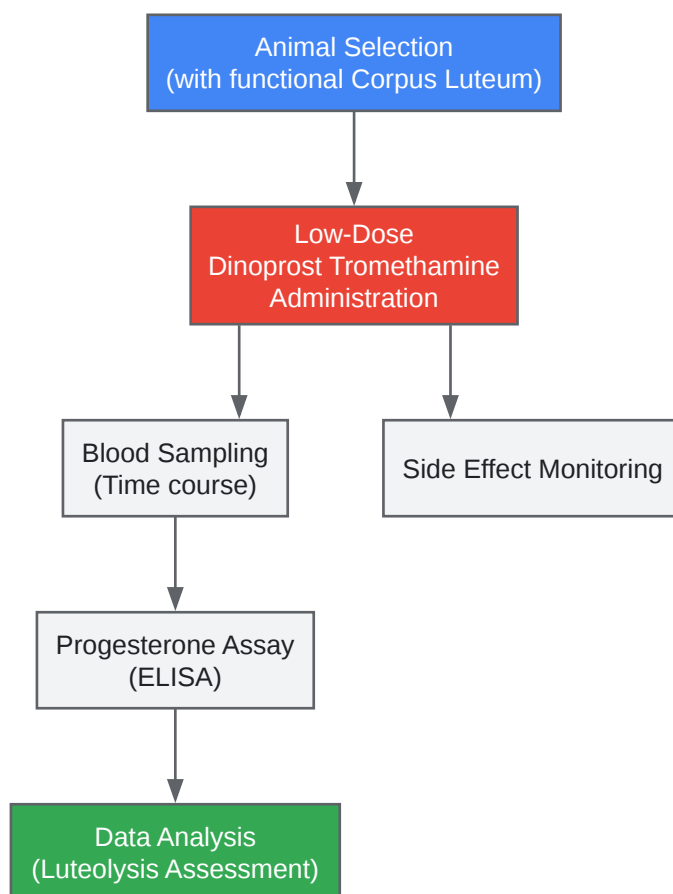 Animal Selection
(with functional Corpus Luteum)
Low-Dose
Dinoprost Tromethamine
Administration
Blood Sampling
(Time course)
Side Effect Monitoring
Progesterone Assay
(ELISA)
Data Analysis
(Luteolysis Assessment)